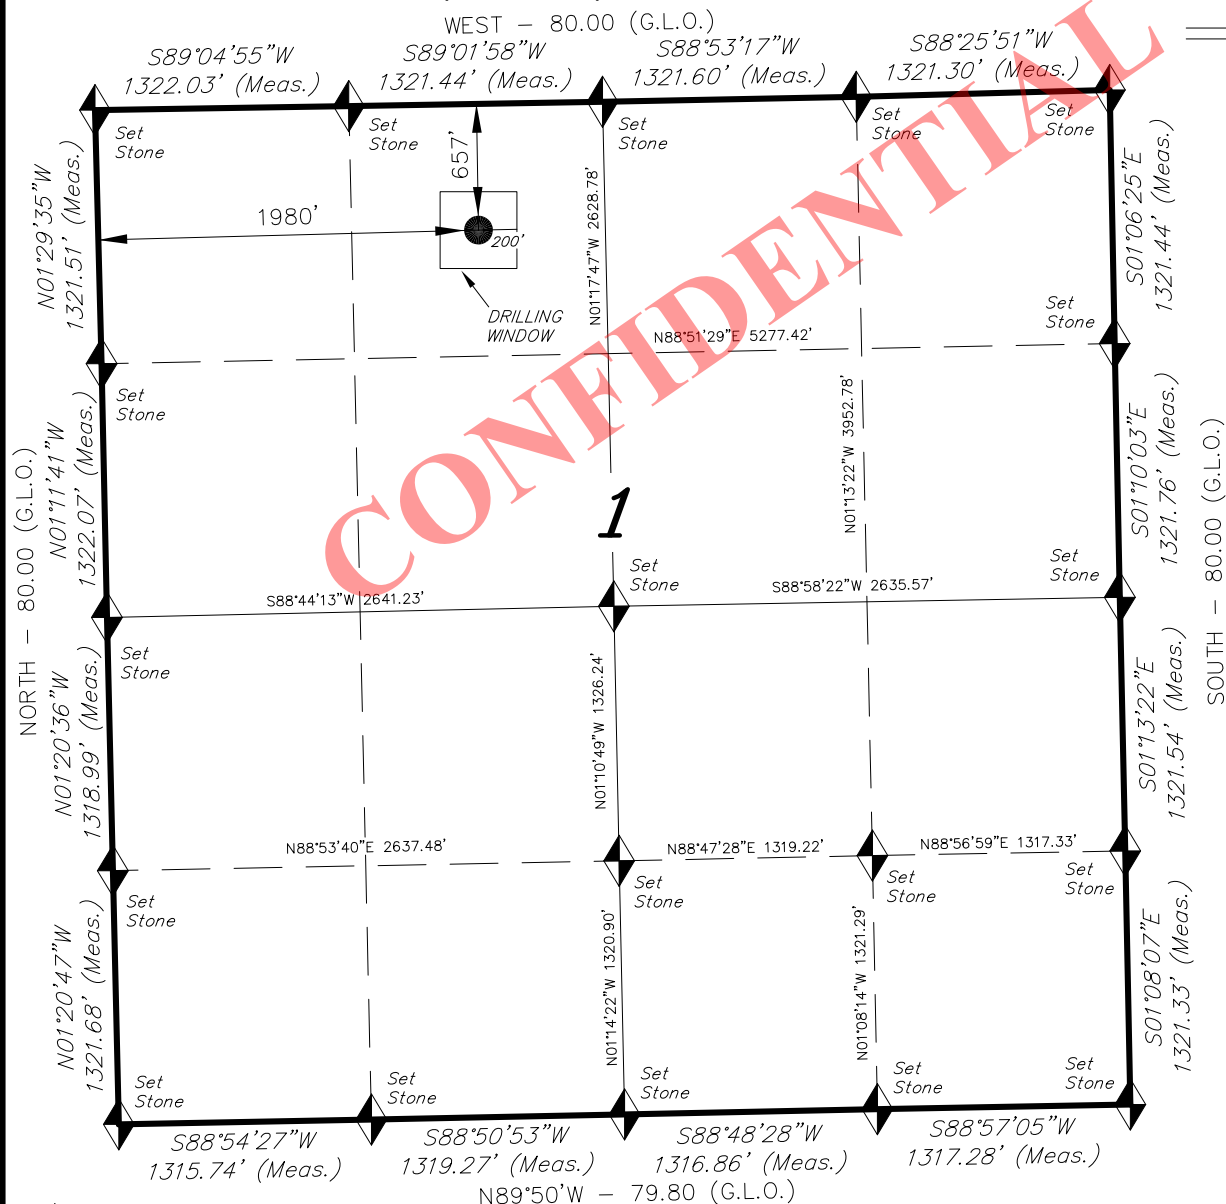 WEST – 80.00 (G.L.O.)
S89°04'55"W
1322.03' (Meas.)
S89°01'58"W
1321.44' (Meas.)
S88°53'17"W
1321.60' (Meas.)
S88°25'51"W
1321.30' (Meas.)
Set
Stone
Set
Stone
Set
Stone
Set
Stone
Set
Stone
N01°29'35"W
1321.51' (Meas.)
657'
1980'
200'
DRILLING
WINDOW
N01°17'47"W 2628.78'
S01°06'25"E
1321.44' (Meas.)
Set
Stone
N88°51'29"E 5277.42'
Set
Stone
CONFIDENTIAL
N01°11'41"W
1322.07' (Meas.)
N01°13'22"W 3952.78'
S01°10'03"E
1321.76' (Meas.)
NORTH – 80.00 (G.L.O.)
SOUTH – 80.00 (G.L.O.)
1
Set
Stone
Set
Stone
S88°44'13"W 2641.23'
S88°58'22"W 2635.57'
Set
Stone
N01°20'36"W
1318.99' (Meas.)
N01°10'49"W 1326.24'
S01°13'22"E
1321.54' (Meas.)
N88°53'40"E 2637.48'
N88°47'28"E 1319.22'
N88°56'59"E 1317.33'
Set
Stone
Set
Stone
Set
Stone
Set
Stone
N01°20'47"W
1321.68' (Meas.)
N01°14'22"W 1320.90'
N01°08'14"W 1321.29'
S01°08'07"E
1321.33' (Meas.)
Set
Stone
Set
Stone
Set
Stone
Set
Stone
Set
Stone
S88°54'27"W
1315.74' (Meas.)
S88°50'53"W
1319.27' (Meas.)
S88°48'28"W
1316.86' (Meas.)
S88°57'05"W
1317.28' (Meas.)
N89°50'W – 79.80 (G.L.O.)